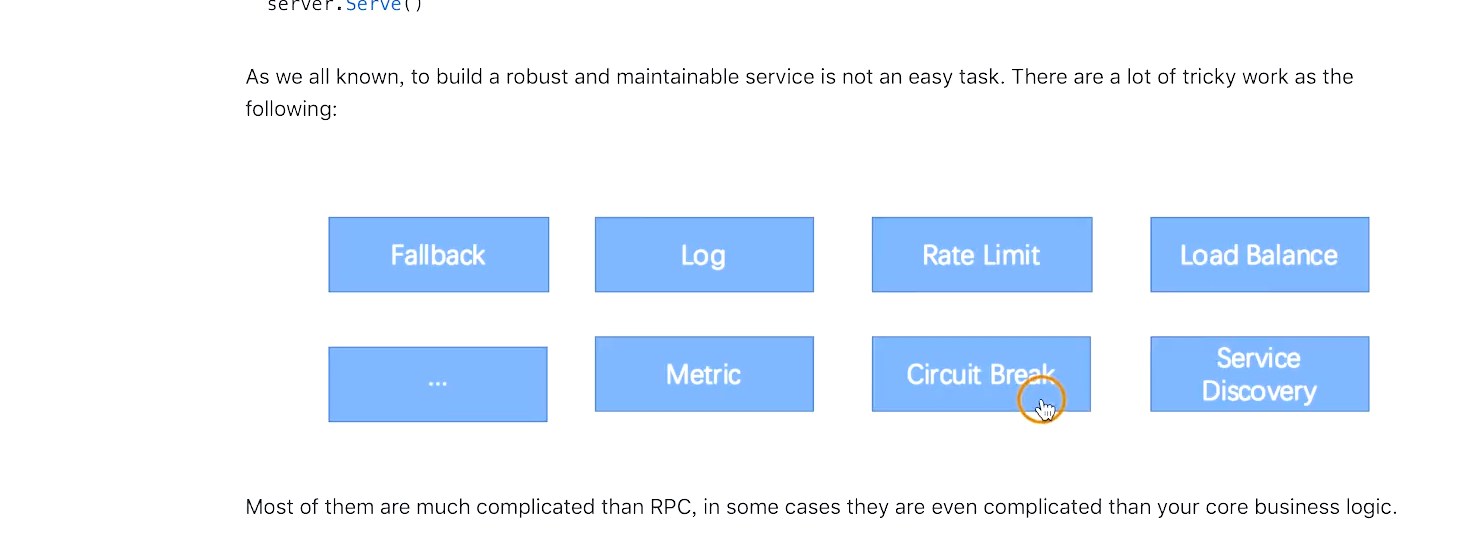 server.Serve()
As we all known, to build a robust and maintainable service is not an easy task. There are a lot of tricky work as the
following:
Fallback
Log
Rate Limit
Load Balance
...
Metric
Circuit Break
Service
Discovery
Most of them are much complicated than RPC, in some cases they are even complicated than your core business logic.